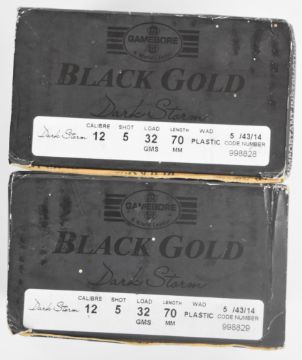 GAMEBORE
BLACK GOLD
Dark Storm
Dark Storm
CALIBRE SHOT LOAD LENGTH WAD 5 /43/14
12 5 32 70 PLASTIC CODE NUMBER
GMS MM 998828
GAMEBORE
BLACK GOLD
Dark Storm
Dark Storm
CALIBRE SHOT LOAD LENGTH WAD 5 /43/14
12 5 32 70 PLASTIC CODE NUMBER
GMS MM 998829